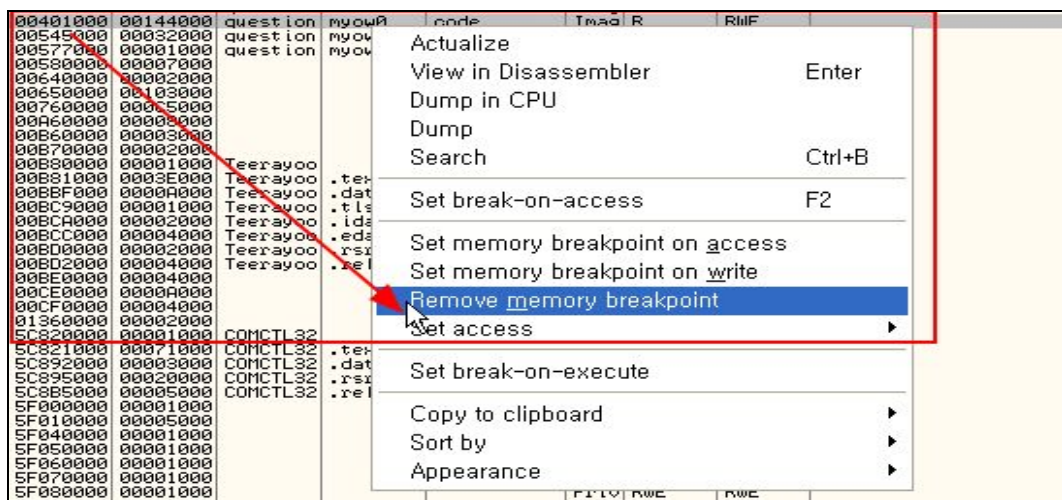 00401000 00144000 question myow0 code Imag R RWE
00545000 00032000 question myow
00577000 00001000 question myow
00580000 00007000
00640000 00002000
00650000 00103000
00760000 00005000
00A60000 00008000
00B60000 00003000
00B70000 00002000
00B80000 00001000 Teerayoo
00B81000 0003E000 Teerayoo .tex
00BBF000 0000A000 Teerayoo .dat
00BC9000 00001000 Teerayoo .tls
00BCA000 00002000 Teerayoo .ida
00BCC000 00004000 Teerayoo .eda
00BD0000 00002000 Teerayoo .rsr
00BD2000 00004000 Teerayoo .rel
00BE0000 00004000
00CE0000 0000A000
00CF0000 00004000
01360000 00002000
5C820000 00001000 COMCTL32
5C821000 00071000 COMCTL32 .tex
5C892000 00003000 COMCTL32 .dat
5C895000 00020000 COMCTL32 .rsr
5C8B5000 00005000 COMCTL32 .rel
5F000000 00001000
5F010000 00005000
5F040000 00001000
5F050000 00001000
5F060000 00001000
5F070000 00001000
5F080000 00001000 Priv RWE RWE
Actualize
View in Disassembler Enter
Dump in CPU
Dump
Search Ctrl+B
Set break-on-access F2
Set memory breakpoint on access
Set memory breakpoint on write
Remove memory breakpoint
Set access
Set break-on-execute
Copy to clipboard
Sort by
Appearance